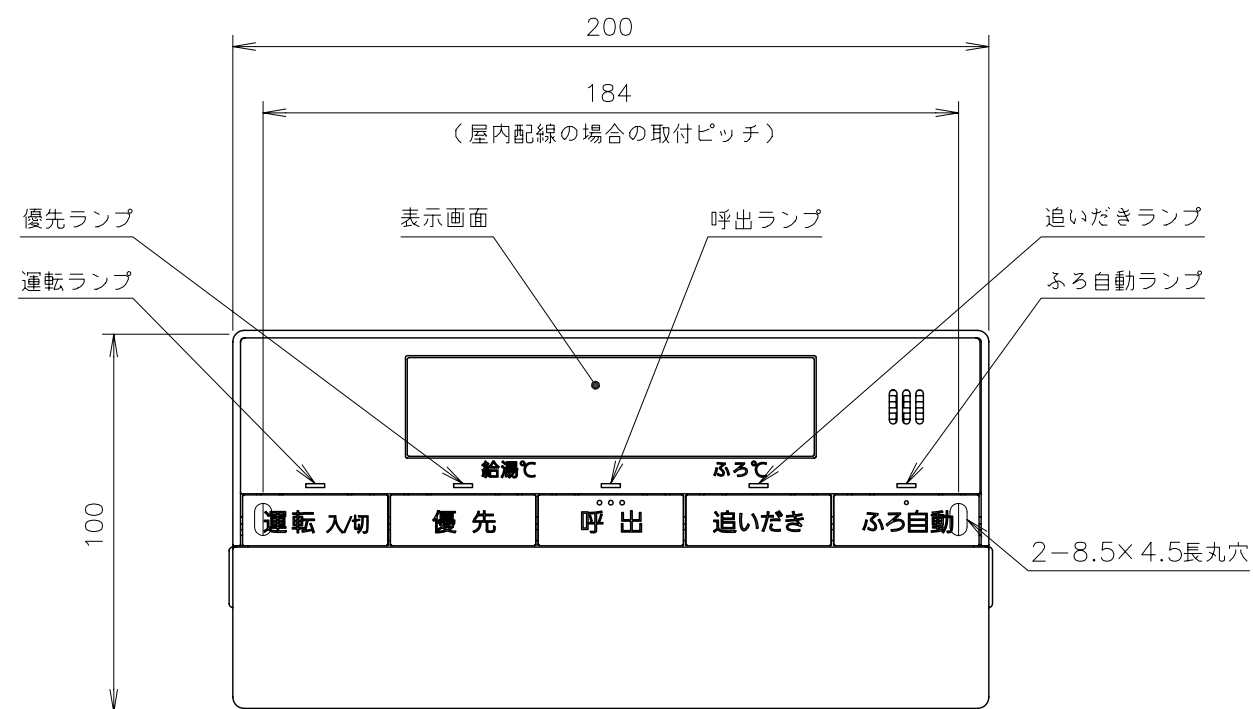 200
184
（屋内配線の場合の取付ピッチ）
優先ランプ
表示画面
呼出ランプ
追いだきランプ
運転ランプ
ふろ自動ランプ
100
給湯℃
ふろ℃
運転 入/切
優先
呼出
追いだき
ふろ自動
2−8.5×4.5長丸穴